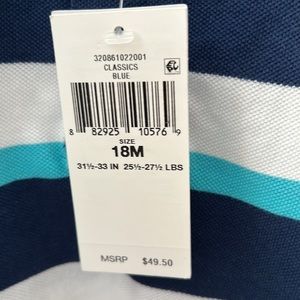 320861022001
CLASSICS
BLUE
8 82925 10576 9
SIZE
18M
31½-33 IN 25½-27½ LBS
MSRP $49.50